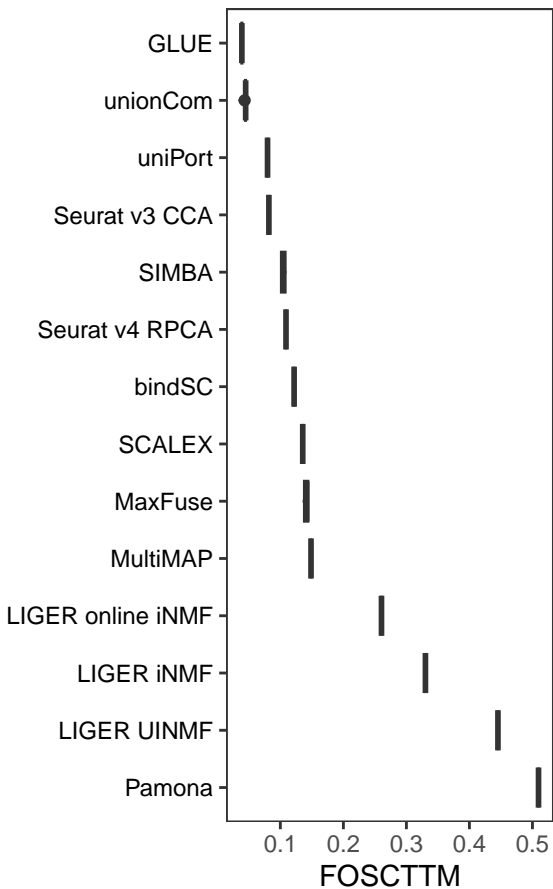 GLUE
unionCom
uniPort
Seurat v3 CCA
SIMBA
Seurat v4 RPCA
bindSC
SCALEX
MaxFuse
MultiMAP
LIGER online iNMF
LIGER iNMF
LIGER UINMF
Pamona
0.1 0.2 0.3 0.4 0.5
FOSCTTM